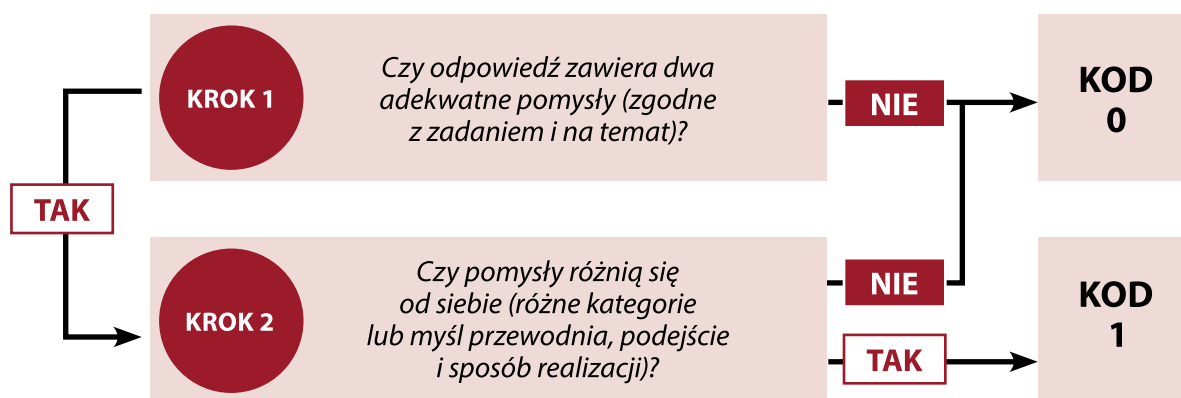 KROK 1
Czy odpowiedź zawiera dwa
adekwatne pomysły (zgodne
z zadaniem i na temat)?
NIE
KOD
0
TAK
KROK 2
Czy pomysły różnią się
od siebie (różne kategorie
lub myśl przewodnia, podejście
i sposób realizacji)?
NIE
TAK
KOD
1